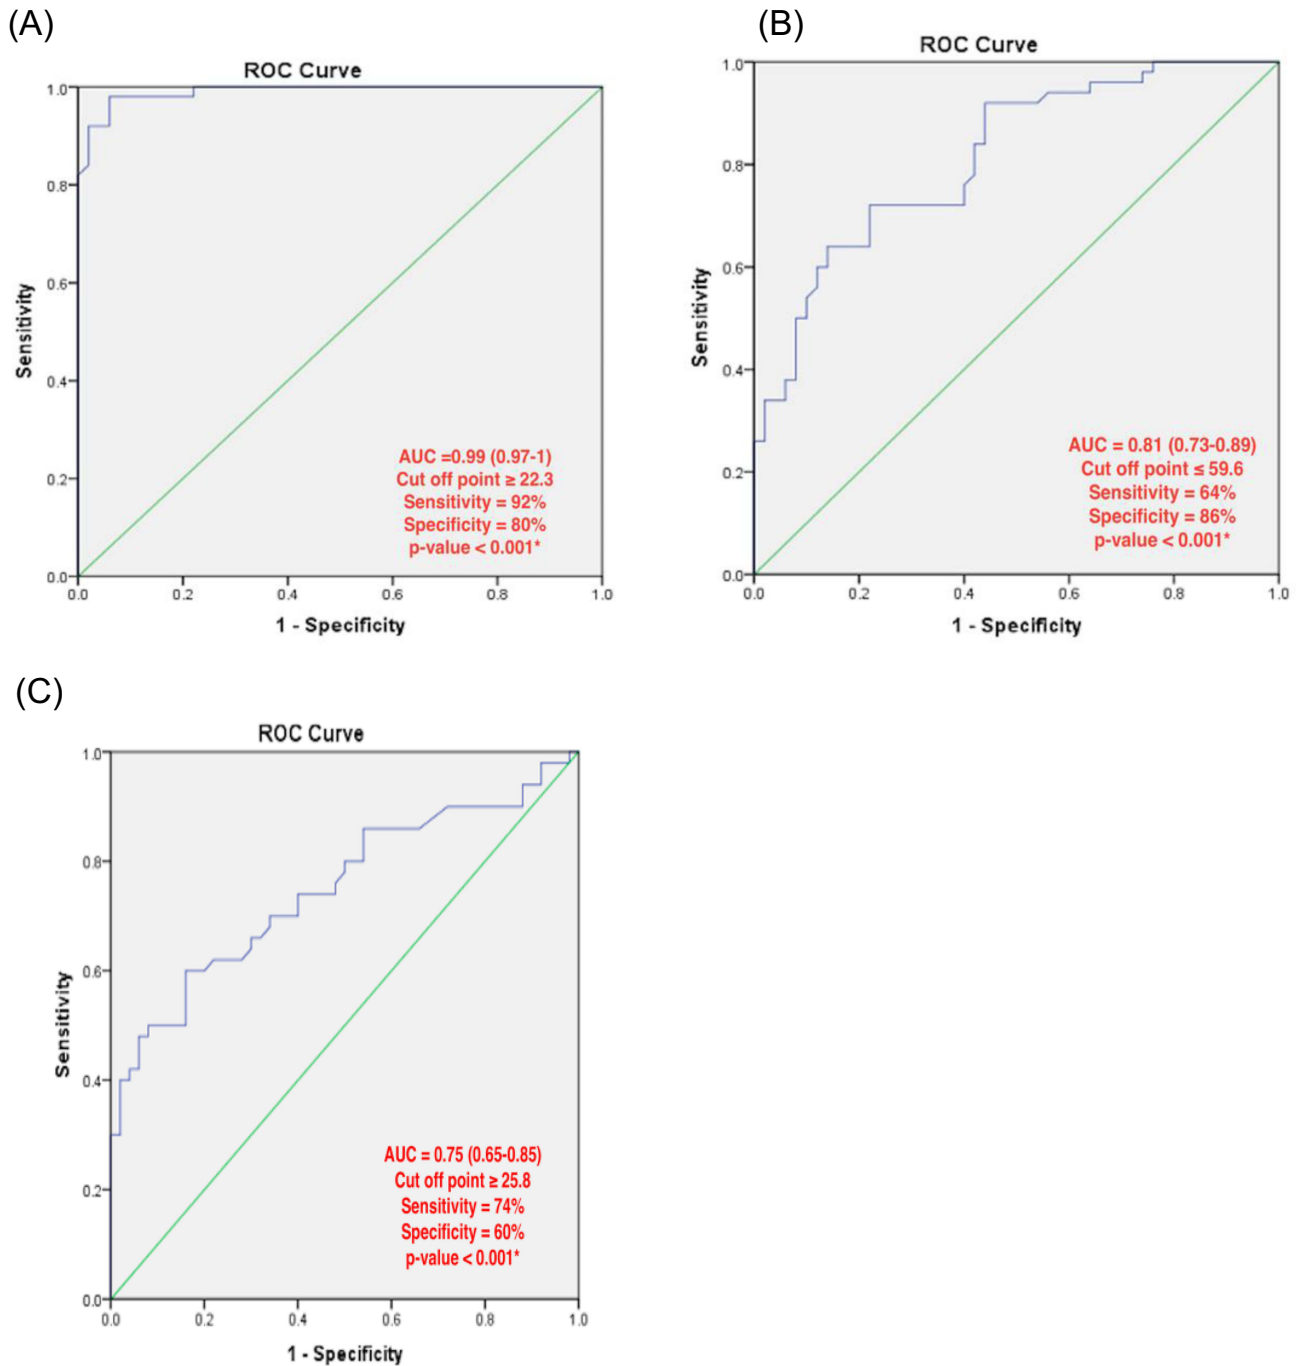 (A)
ROC Curve
1.0
0.8
0.6
0.4
0.2
0.0
Sensitivity
AUC =0.99 (0.97-1)
Cut off point ≥ 22.3
Sensitivity = 92%
Specificity = 80%
p-value < 0.001*
0.0 0.2 0.4 0.6 0.8 1.0
1 - Specificity
(B)
ROC Curve
1.0
0.8
0.6
0.4
0.2
0.0
Sensitivity
AUC = 0.81 (0.73-0.89)
Cut off point ≤ 59.6
Sensitivity = 64%
Specificity = 86%
p-value < 0.001*
0.0 0.2 0.4 0.6 0.8 1.0
1 - Specificity
(C)
ROC Curve
1.0
0.8
0.6
0.4
0.2
0.0
Sensitivity
AUC = 0.75 (0.65-0.85)
Cut off point ≥ 25.8
Sensitivity = 74%
Specificity = 60%
p-value < 0.001*
0.0 0.2 0.4 0.6 0.8 1.0
1 - Specificity